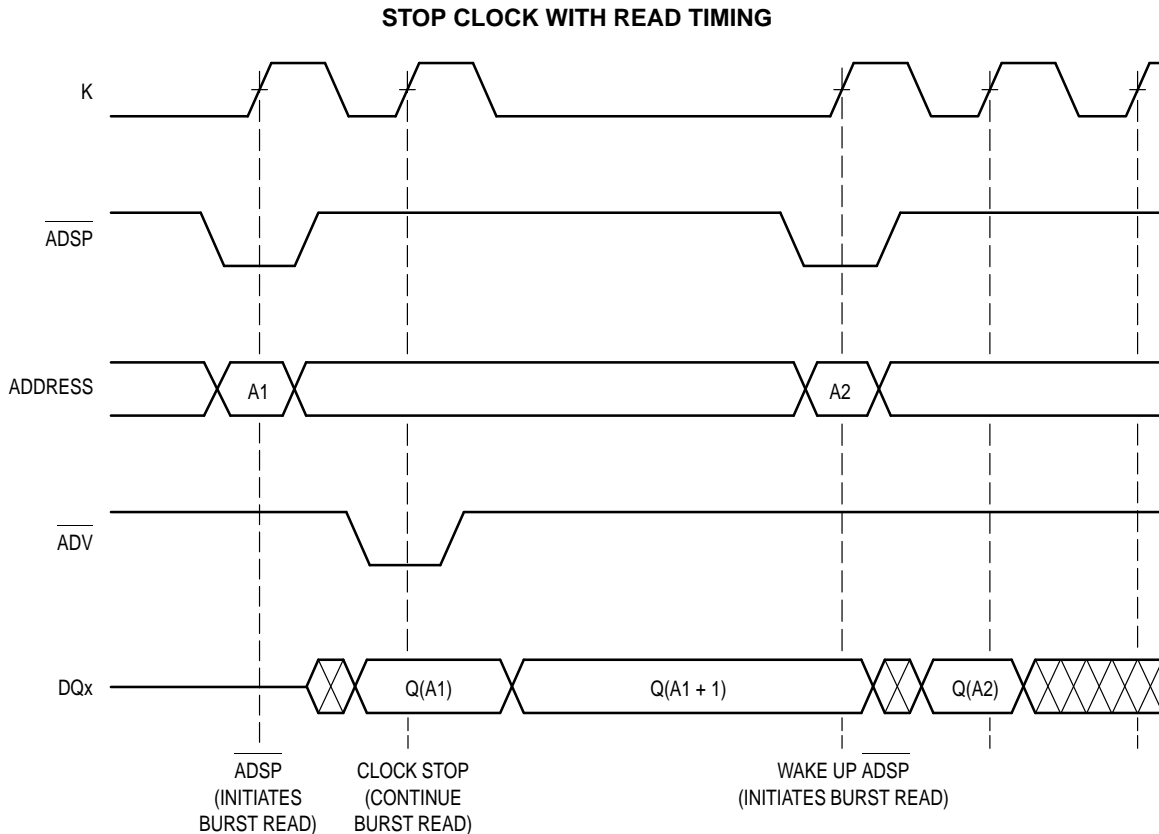 STOP CLOCK WITH READ TIMING
K
ADSP
ADDRESS
A1
A2
ADV
DQx
Q(A1)
Q(A1 + 1)
Q(A2)
ADSP
(INITIATES
BURST READ)
CLOCK STOP
(CONTINUE
BURST READ)
WAKE UP ADSP
(INITIATES BURST READ)